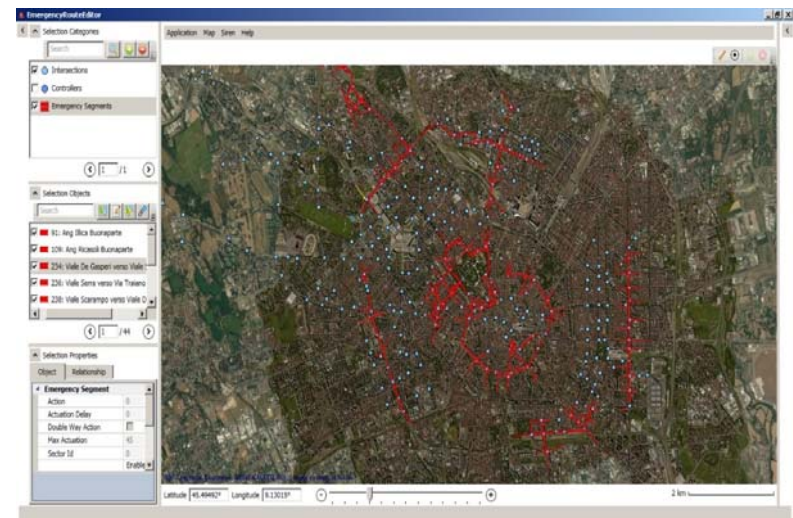 EmergencyRouteEditor
Selection Categories
Search
Intersections
Controllers
Emergency Segments
1 /1
Selection Objects
Search
91: Ang Illica Buonaparte
109: Ang Ricasoli Buonaparte
234: Viale De Gasperi verso Viale
236: Viale Serra verso Via Traiano
238: Viale Scarampo verso Viale D
1 /44
Selection Properties
Object Relationship
Emergency Segment
Action 0
Actuation Delay 0
Double Way Action
Max Actuation 45
Sector Id 0
Enable
Application Map Siren Help
Latitude 45.49492° Longitude 9.13019°
2 km